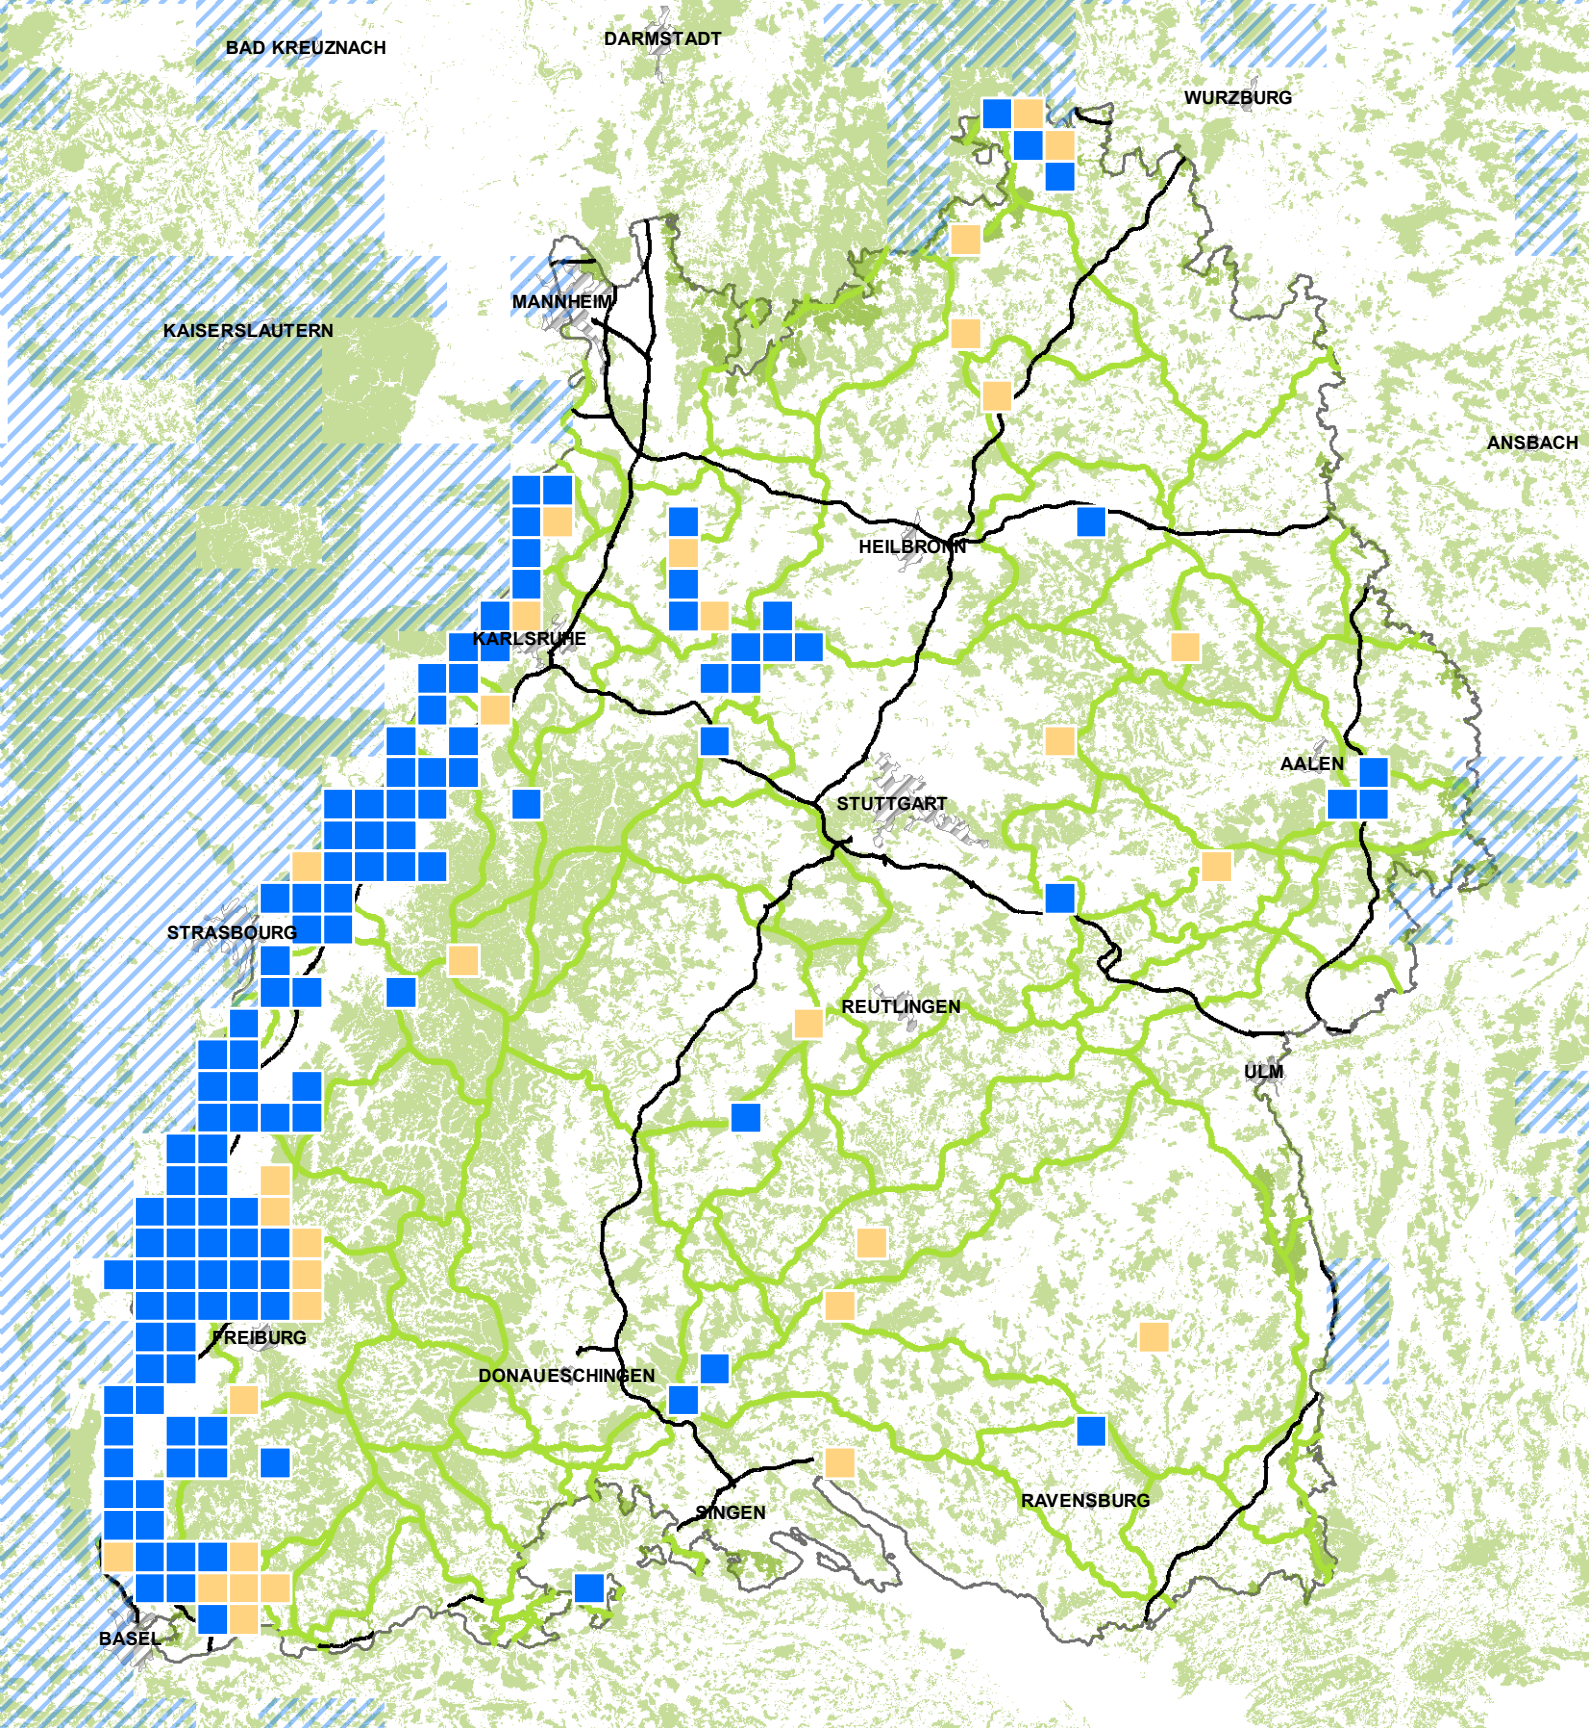 DARMSTADT
BAD KREUZNACH
WURZBURG
MANNHEIM
KAISERSLAUTERN
ANSBACH
HEILBRONN
KARLSRUHE
AALEN
STUTTGART
STRASBOURG
REUTLINGEN
ULM
FREIBURG
DONAUESCHINGEN
RAVENSBURG
SINGEN
BASEL